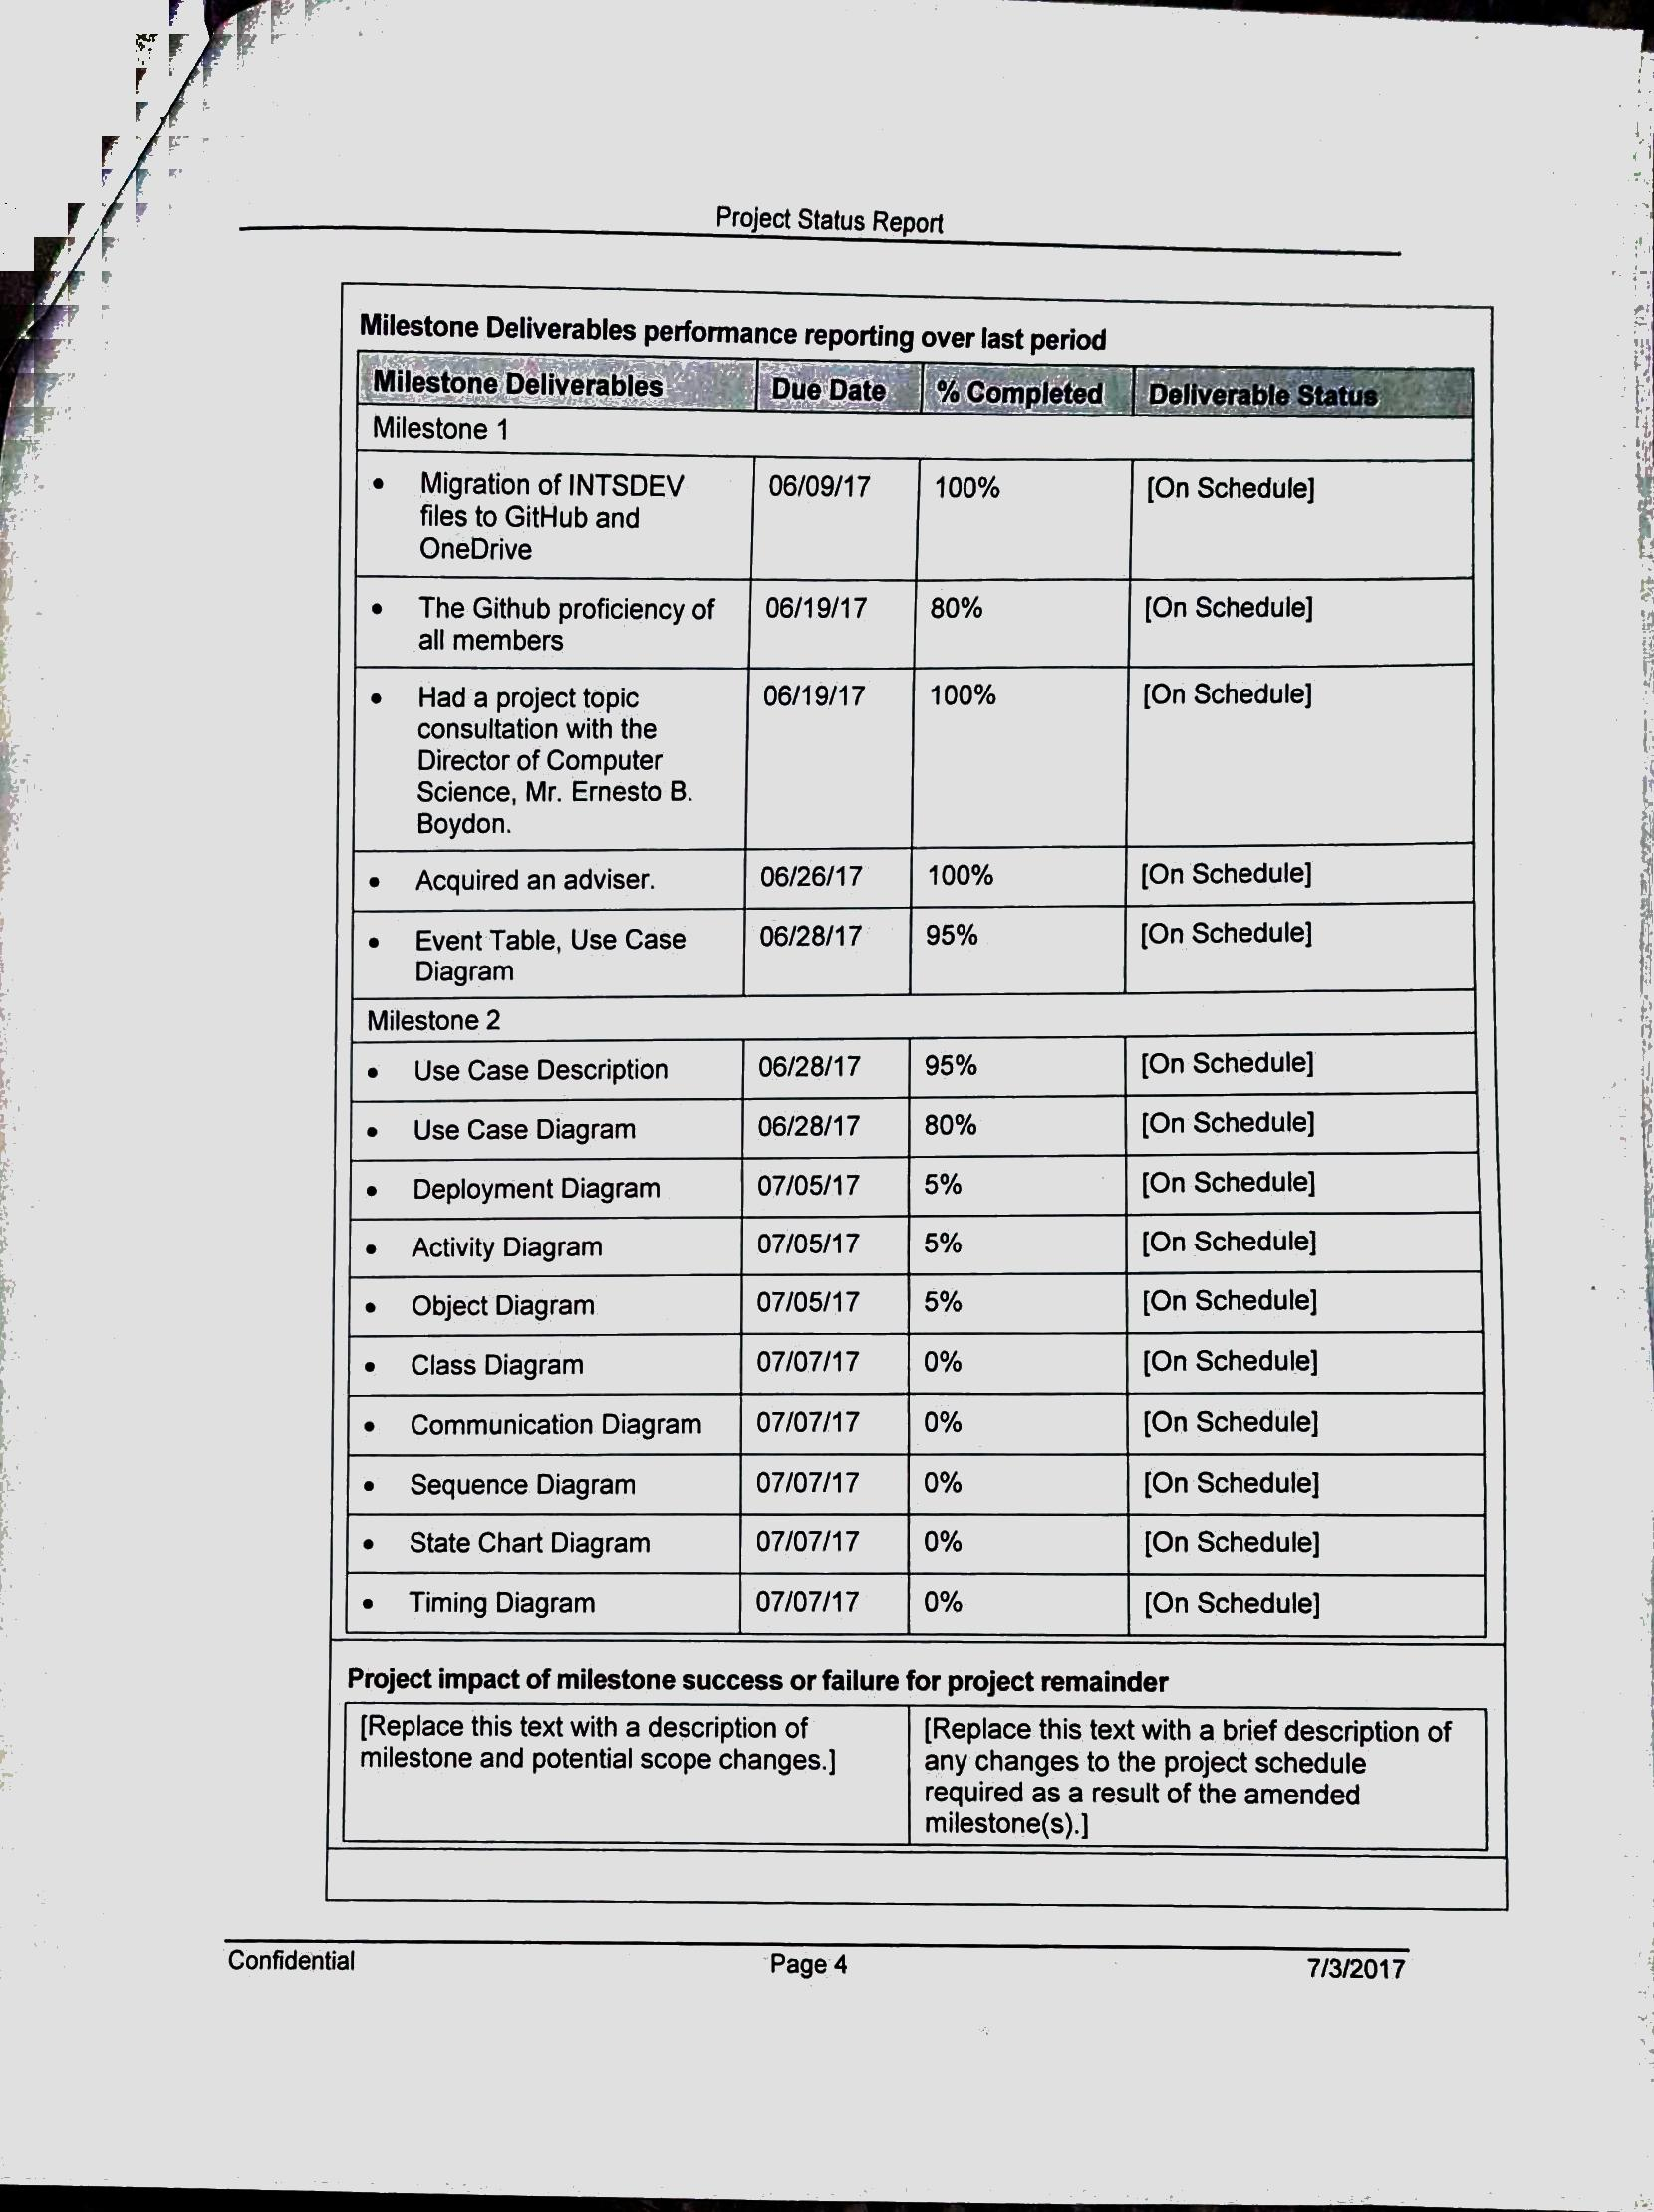 Project Status Report
Milestone Deliverables performance reporting over last period
Milestone Deliverables Due Date % Completed Deliverable Status
Milestone 1
• Migration of INTSDEV 06/09/17 100% [On Schedule]
files to GitHub and
OneDrive
• The Github proficiency of 06/19/17 80% [On Schedule]
all members
• Had a project topic 06/19/17 100% [On Schedule]
consultation with the
Director of Computer
Science, Mr. Ernesto B.
Boydon.
• Acquired an adviser. 06/26/17 100% [On Schedule]
• Event Table, Use Case 06/28/17 95% [On Schedule]
Diagram
Milestone 2
• Use Case Description 06/28/17 95% [On Schedule]
• Use Case Diagram 06/28/17 80% [On Schedule]
• Deployment Diagram 07/05/17 5% [On Schedule]
• Activity Diagram 07/05/17 5% [On Schedule]
• Object Diagram 07/05/17 5% [On Schedule]
• Class Diagram 07/07/17 0% [On Schedule]
• Communication Diagram 07/07/17 0% [On Schedule]
• Sequence Diagram 07/07/17 0% [On Schedule]
• State Chart Diagram 07/07/17 0% [On Schedule]
• Timing Diagram 07/07/17 0% [On Schedule]
Project impact of milestone success or failure for project remainder
[Replace this text with a description of
milestone and potential scope changes.]
[Replace this text with a brief description of
any changes to the project schedule
required as a result of the amended
milestone(s).]
Confidential Page 4 7/3/2017